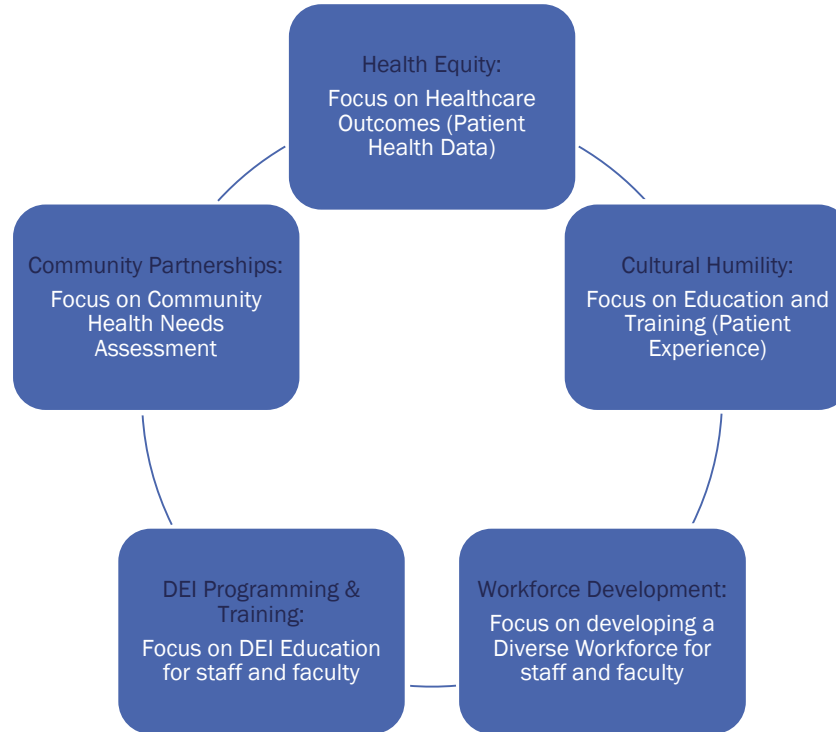 Health Equity:
Focus on Healthcare
Outcomes (Patient
Health Data)
Cultural Humility:
Focus on Education and
Training (Patient
Experience)
Workforce Development:
Focus on developing a
Diverse Workforce for
staff and faculty
DEI Programming &
Training:
Focus on DEI Education
for staff and faculty
Community Partnerships:
Focus on Community
Health Needs
Assessment